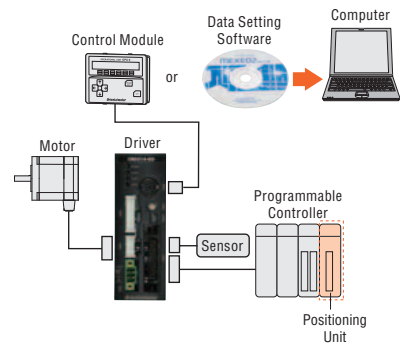 Control Module
or
Data Setting
Software
Computer
Motor
Driver
Sensor
Programmable
Controller
Positioning
Unit